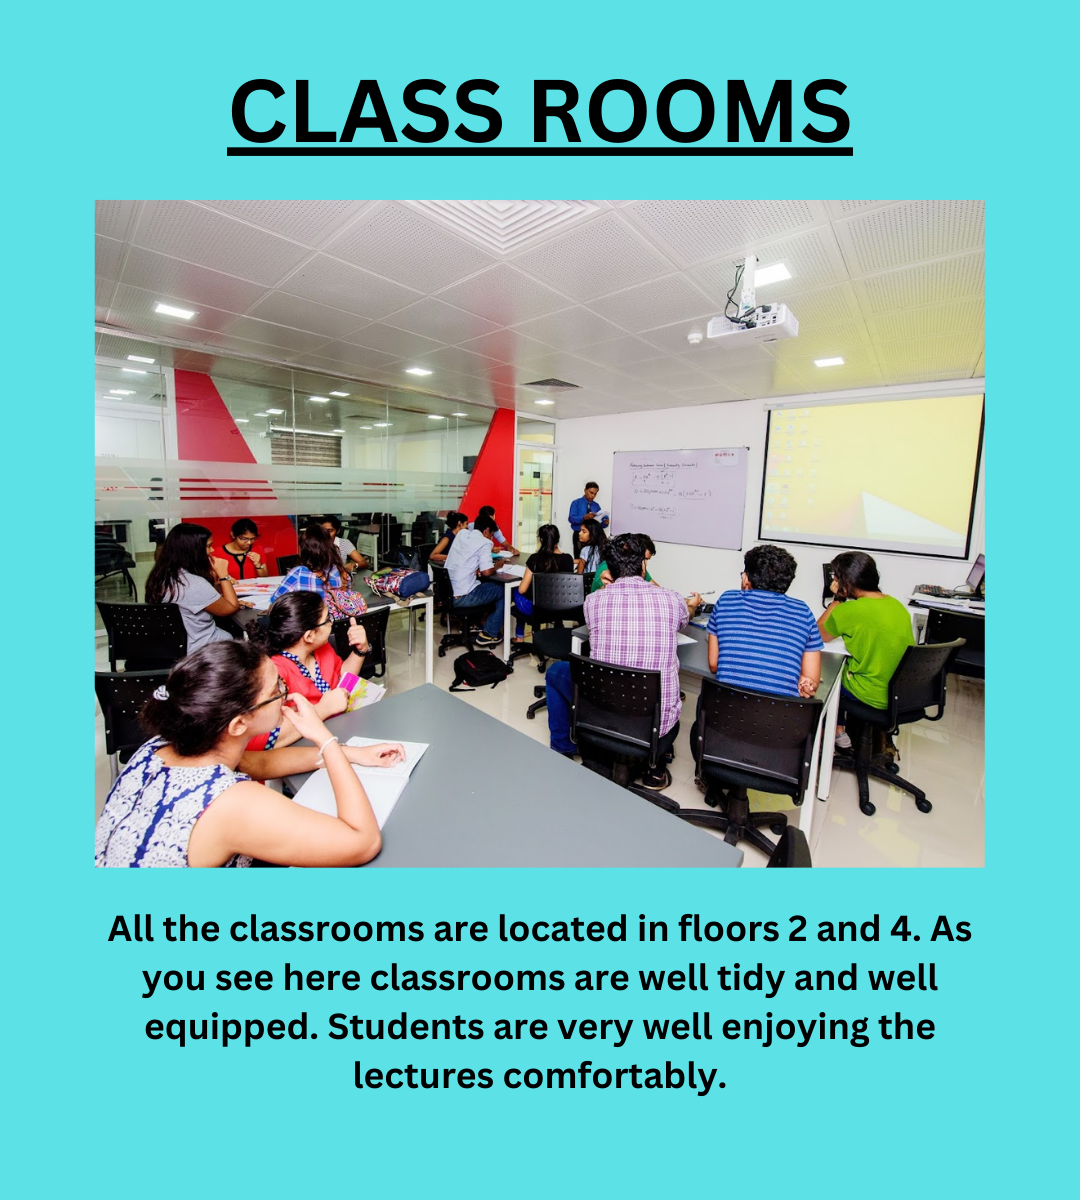 CLASS ROOMS
All the classrooms are located in floors 2 and 4. As
you see here classrooms are well tidy and well
equipped. Students are very well enjoying the
lectures comfortably.